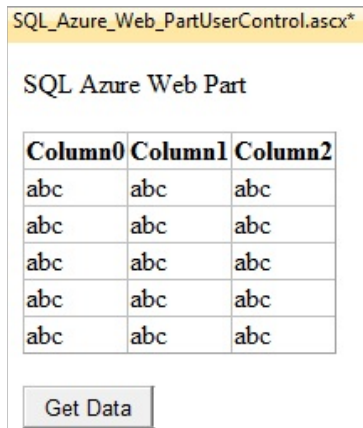 SQL_Azure_Web_PartUserControl.ascx*
SQL Azure Web Part
Column0 Column1 Column2
abc abc abc
abc abc abc
abc abc abc
abc abc abc
abc abc abc
Get Data